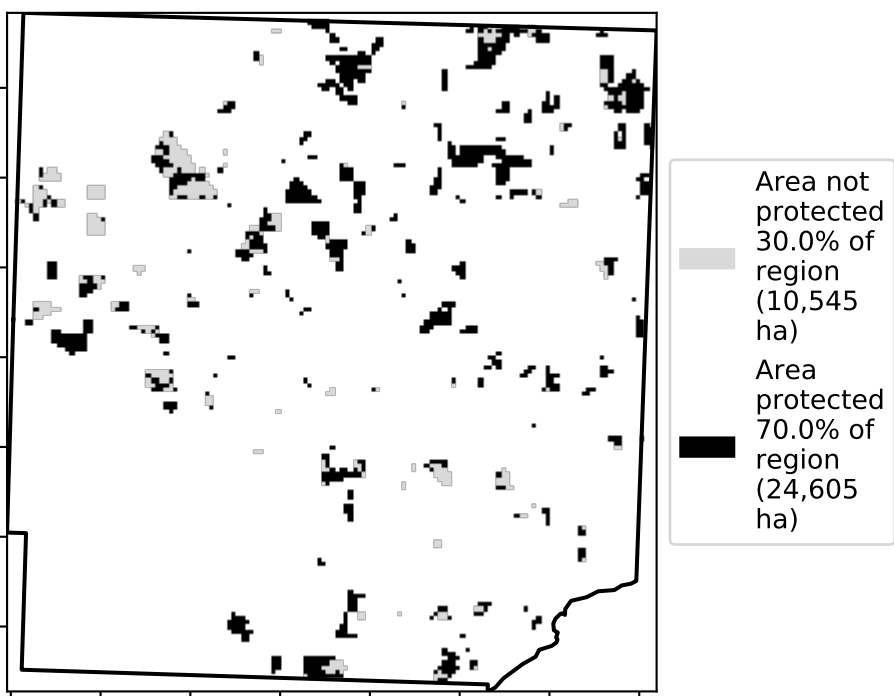 Area not
protected
30.0% of
region
(10,545
ha)
Area
protected
70.0% of
region
(24,605
ha)